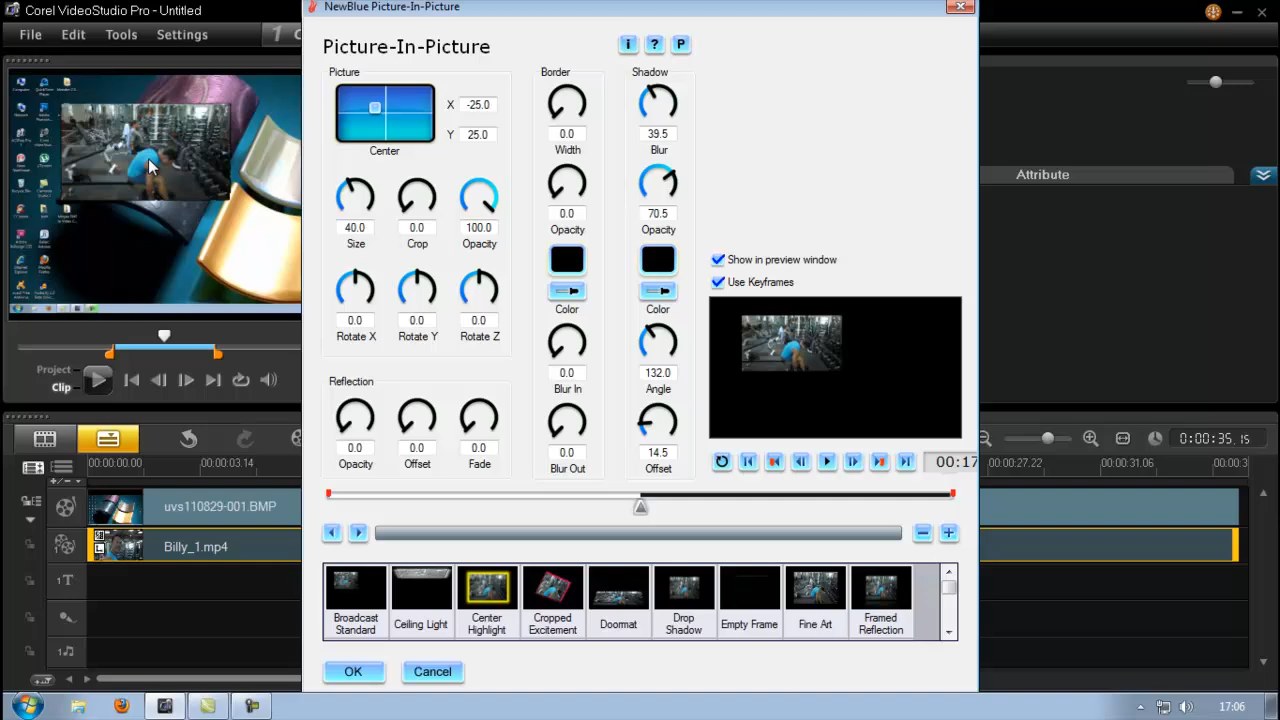 Corel VideoStudio Pro - Untitled
File Edit Tools Settings 1
NewBlue Picture-In-Picture
Picture-In-Picture
i ? P
Picture
X -25.0
Y 25.0
Center
40.0 0.0 100.0
Size Crop Opacity
0.0 0.0 0.0
Rotate X Rotate Y Rotate Z
Reflection
0.0 0.0 0.0
Opacity Offset Fade
Border
0.0
Width
0.0
Opacity
Color
0.0
Blur In
0.0
Blur Out
Shadow
39.5
Blur
70.5
Opacity
Color
132.0
Angle
14.5
Offset
Show in preview window
Use Keyframes
00:17
Attribute
Project
Clip
0:00:35.15
00:00:00.00 00:00:03.14 00:00:27.22 00:00:31.06 00:00:3
uvs110829-001.BMP
Billy_1.mp4
1T
1
Broadcast Standard
Ceiling Light
Center Highlight
Cropped Excitement
Doormat
Drop Shadow
Empty Frame
Fine Art
Framed Reflection
OK Cancel
17:06